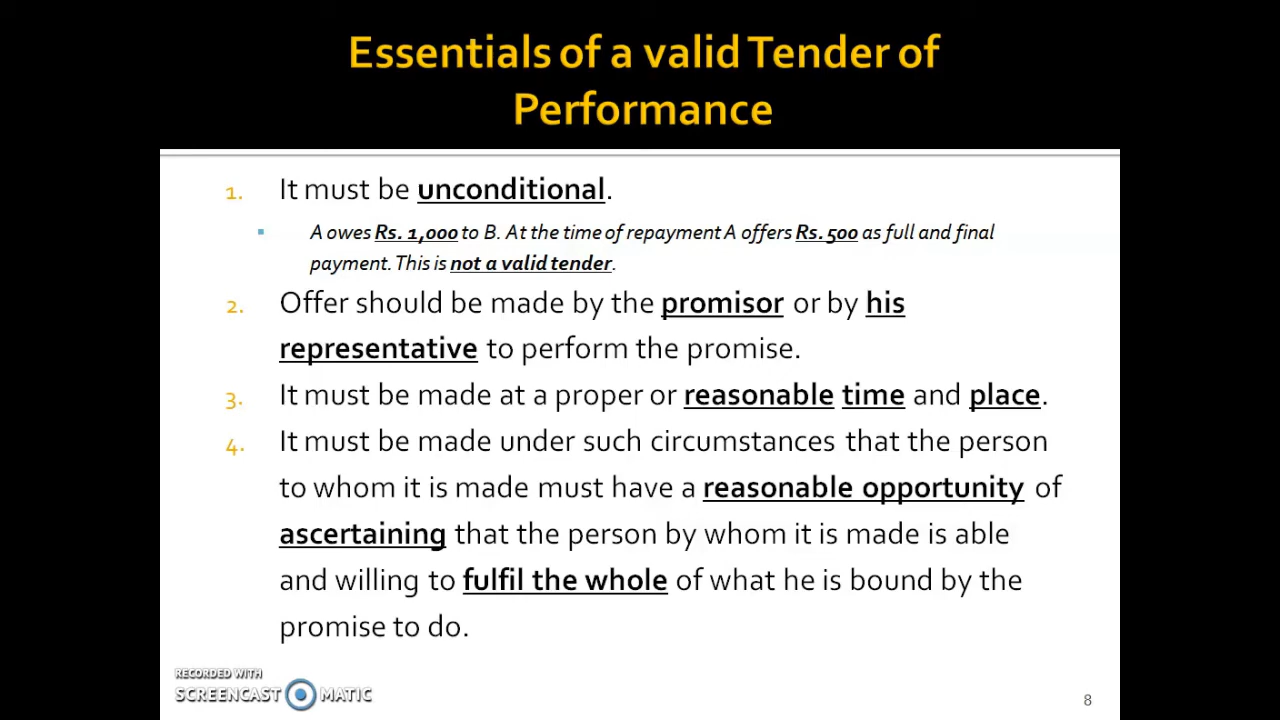 Essentials of a valid Tender of
Performance
1. It must be unconditional.
▪ A owes Rs. 1,000 to B. At the time of repayment A offers Rs. 500 as full and final
payment. This is not a valid tender.
2. Offer should be made by the promisor or by his
representative to perform the promise.
3. It must be made at a proper or reasonable time and place.
4. It must be made under such circumstances that the person
to whom it is made must have a reasonable opportunity of
ascertaining that the person by whom it is made is able
and willing to fulfil the whole of what he is bound by the
promise to do.
RECORDED WITH
SCREENCAST MATIC
8